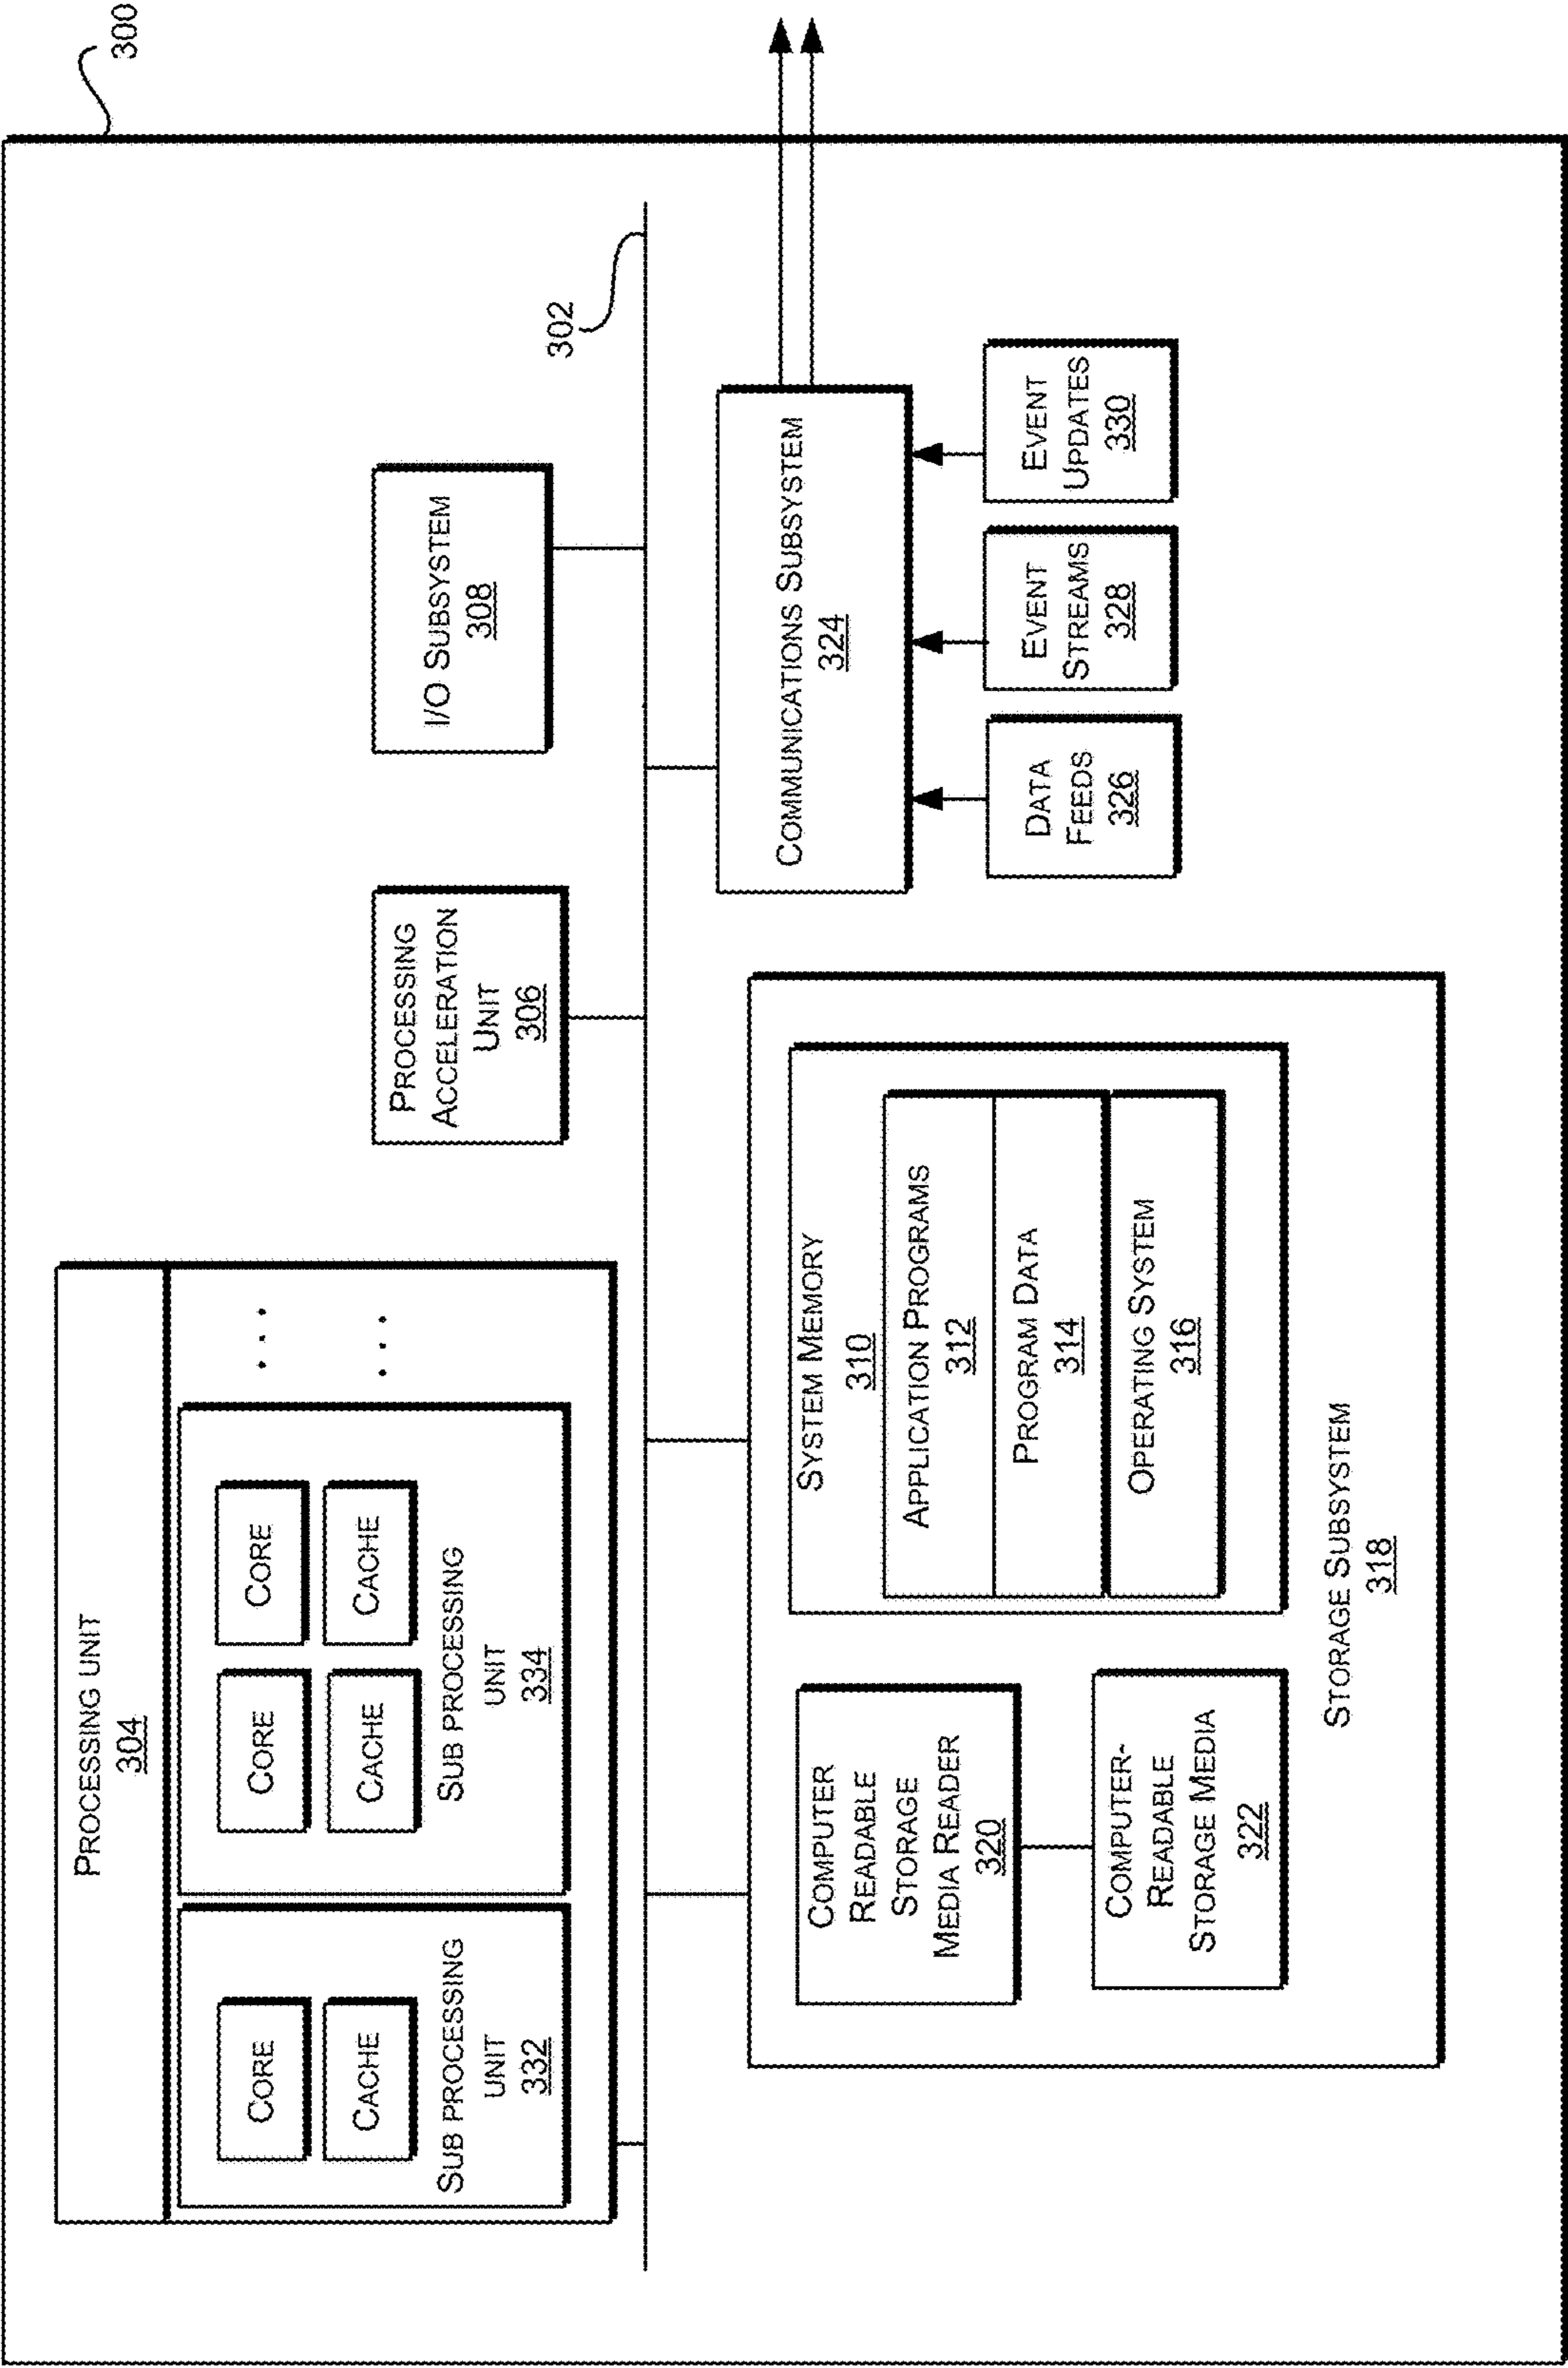 300
PROCESSING UNIT
304
CORE
CACHE
SUB PROCESSING
UNIT
332
CORE
CORE
CACHE
CACHE
SUB PROCESSING
UNIT
334
. . .
. . .
PROCESSING
ACCELERATION
UNIT
306
I/O SUBSYSTEM
308
302
COMPUTER
READABLE
STORAGE
MEDIA READER
320
COMPUTER-
READABLE
STORAGE MEDIA
322
SYSTEM MEMORY
310
APPLICATION PROGRAMS
312
PROGRAM DATA
314
OPERATING SYSTEM
316
STORAGE SUBSYSTEM
318
COMMUNICATIONS SUBSYSTEM
324
DATA
FEEDS
326
EVENT
STREAMS
328
EVENT
UPDATES
330